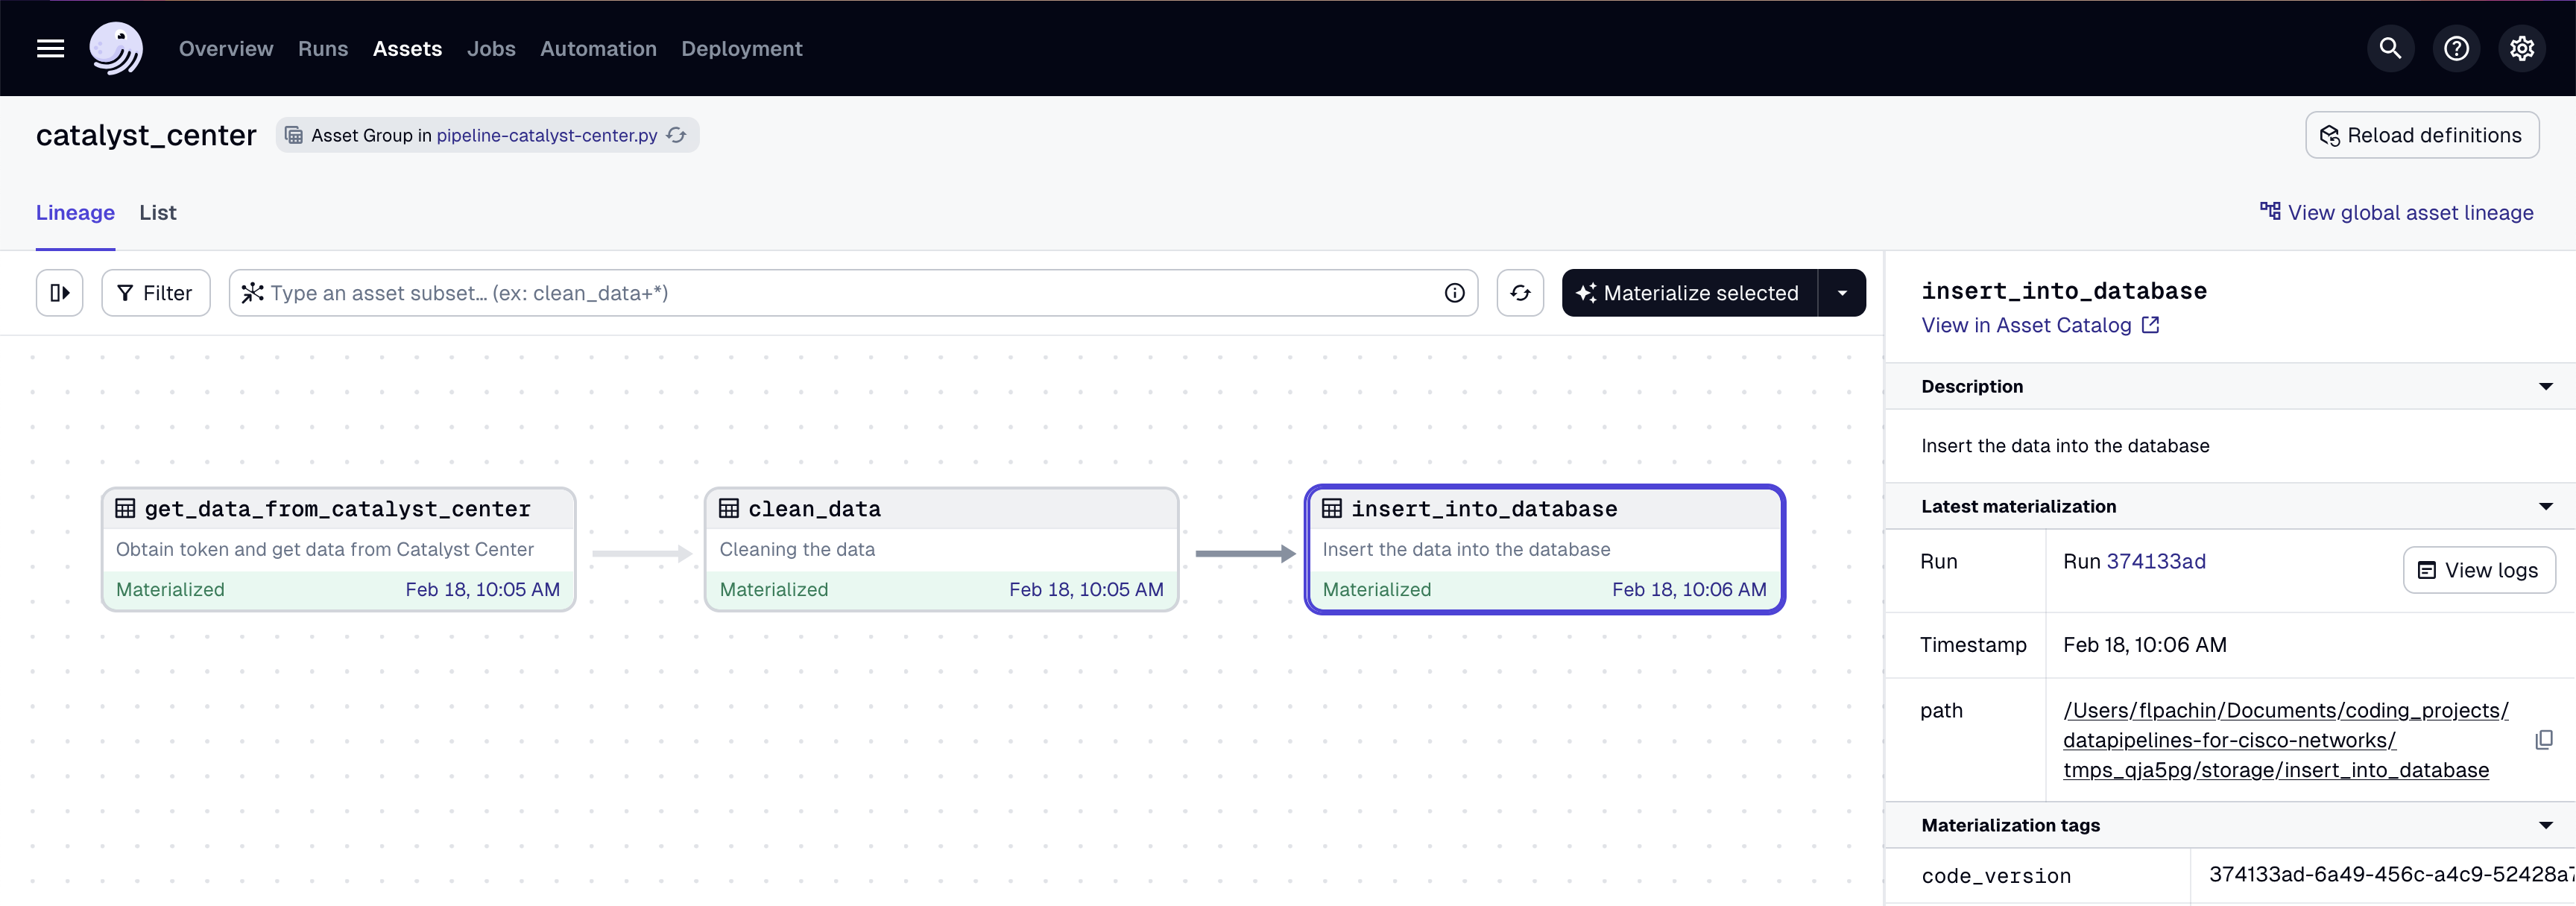 Overview Runs Assets Jobs Automation Deployment
catalyst_center Asset Group in pipeline-catalyst-center.py Reload definitions
Lineage List View global asset lineage
Filter Type an asset subset… (ex: clean_data+*) Materialize selected
insert_into_database
View in Asset Catalog
Description
Insert the data into the database
get_data_from_catalyst_center
Obtain token and get data from Catalyst Center
Materialized Feb 18, 10:05 AM
clean_data
Cleaning the data
Materialized Feb 18, 10:05 AM
insert_into_database
Insert the data into the database
Materialized Feb 18, 10:06 AM
Latest materialization
Run Run 374133ad View logs
Timestamp Feb 18, 10:06 AM
path /Users/flpachin/Documents/coding_projects/
datapipelines-for-cisco-networks/
tmps_qja5pg/storage/insert_into_database
Materialization tags
code_version 374133ad-6a49-456c-a4c9-52428a7